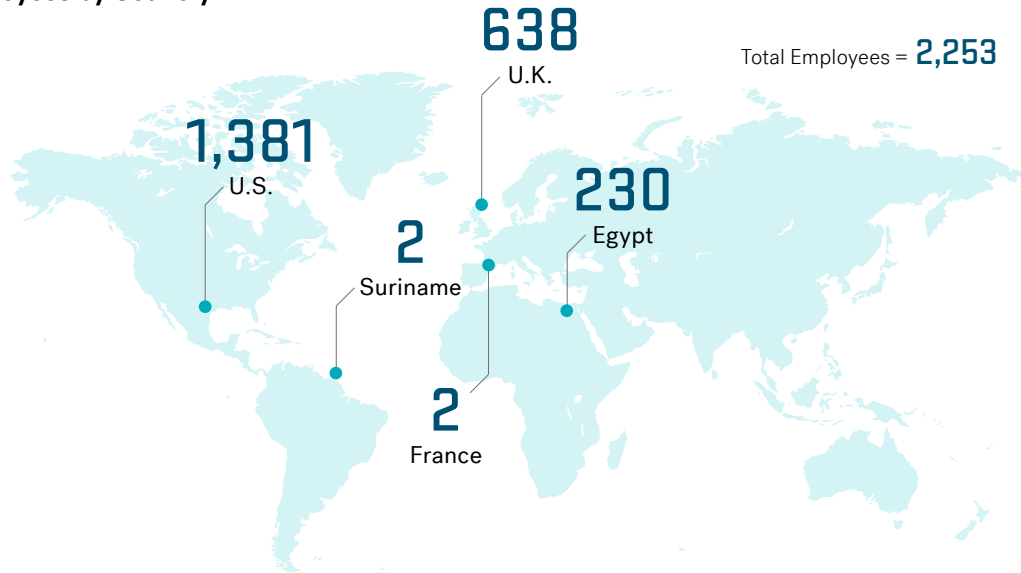 638
U.K.
Total Employees = 2,253
1,381
U.S.
230
Egypt
2
Suriname
2
France